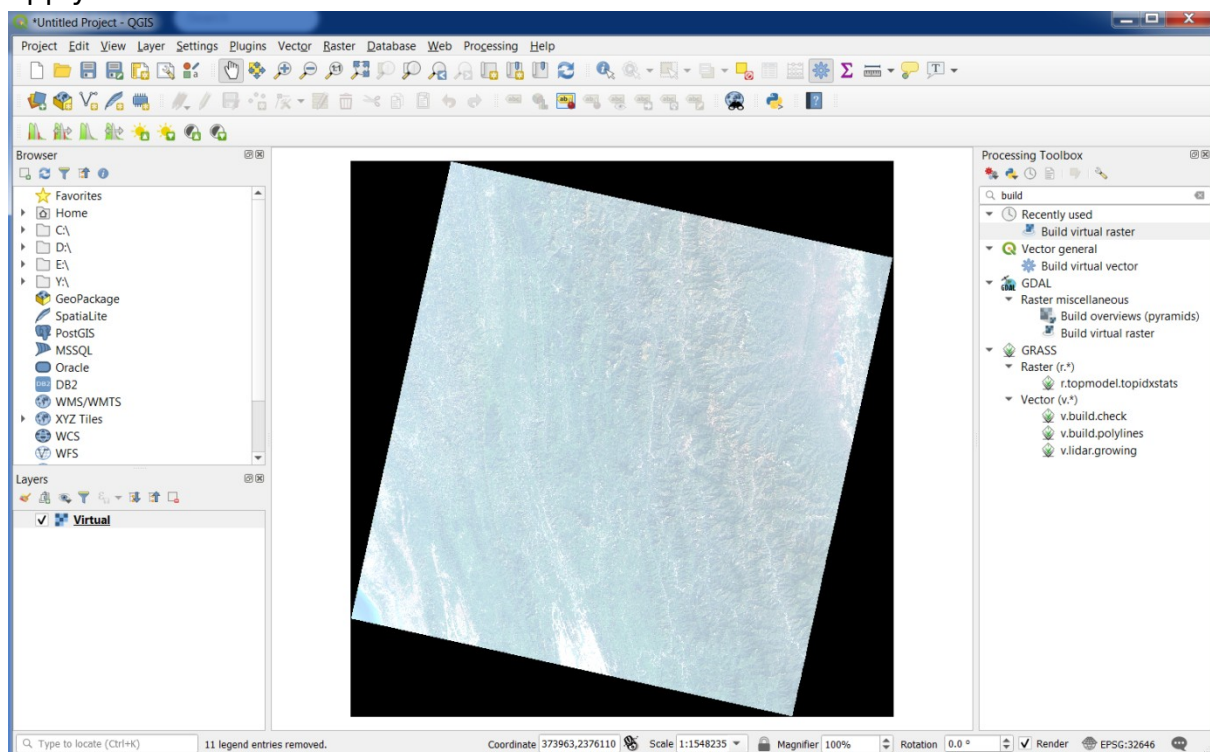 *Untitled Project - QGIS
Project Edit View Layer Settings Plugins Vector Raster Database Web Processing Help
Browser
Favorites
Home
C:\
D:\
E:\
Y:\
GeoPackage
SpatiaLite
PostGIS
MSSQL
Oracle
DB2
WMS/WMTS
XYZ Tiles
WCS
WFS
Layers
Virtual
Processing Toolbox
build
Recently used
Build virtual raster
Vector general
Build virtual vector
GDAL
Raster miscellaneous
Build overviews (pyramids)
Build virtual raster
GRASS
Raster (r.*)
r.topmodel.topidxstats
Vector (v.*)
v.build.check
v.build.polylines
v.lidar.growing
Type to locate (Ctrl+K) 11 legend entries removed. Coordinate 373963,2376110 Scale 1:1548235 Magnifier 100% Rotation 0.0 ° Render EPSG:32646